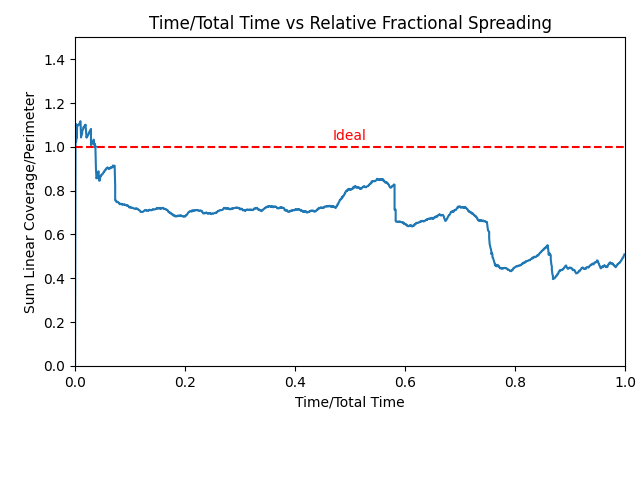 Time/Total Time vs Relative Fractional Spreading
Sum Linear Coverage/Perimeter
1.4
1.2
1.0
0.8
0.6
0.4
0.2
0.0
Ideal
0.0 0.2 0.4 0.6 0.8 1.0
Time/Total Time